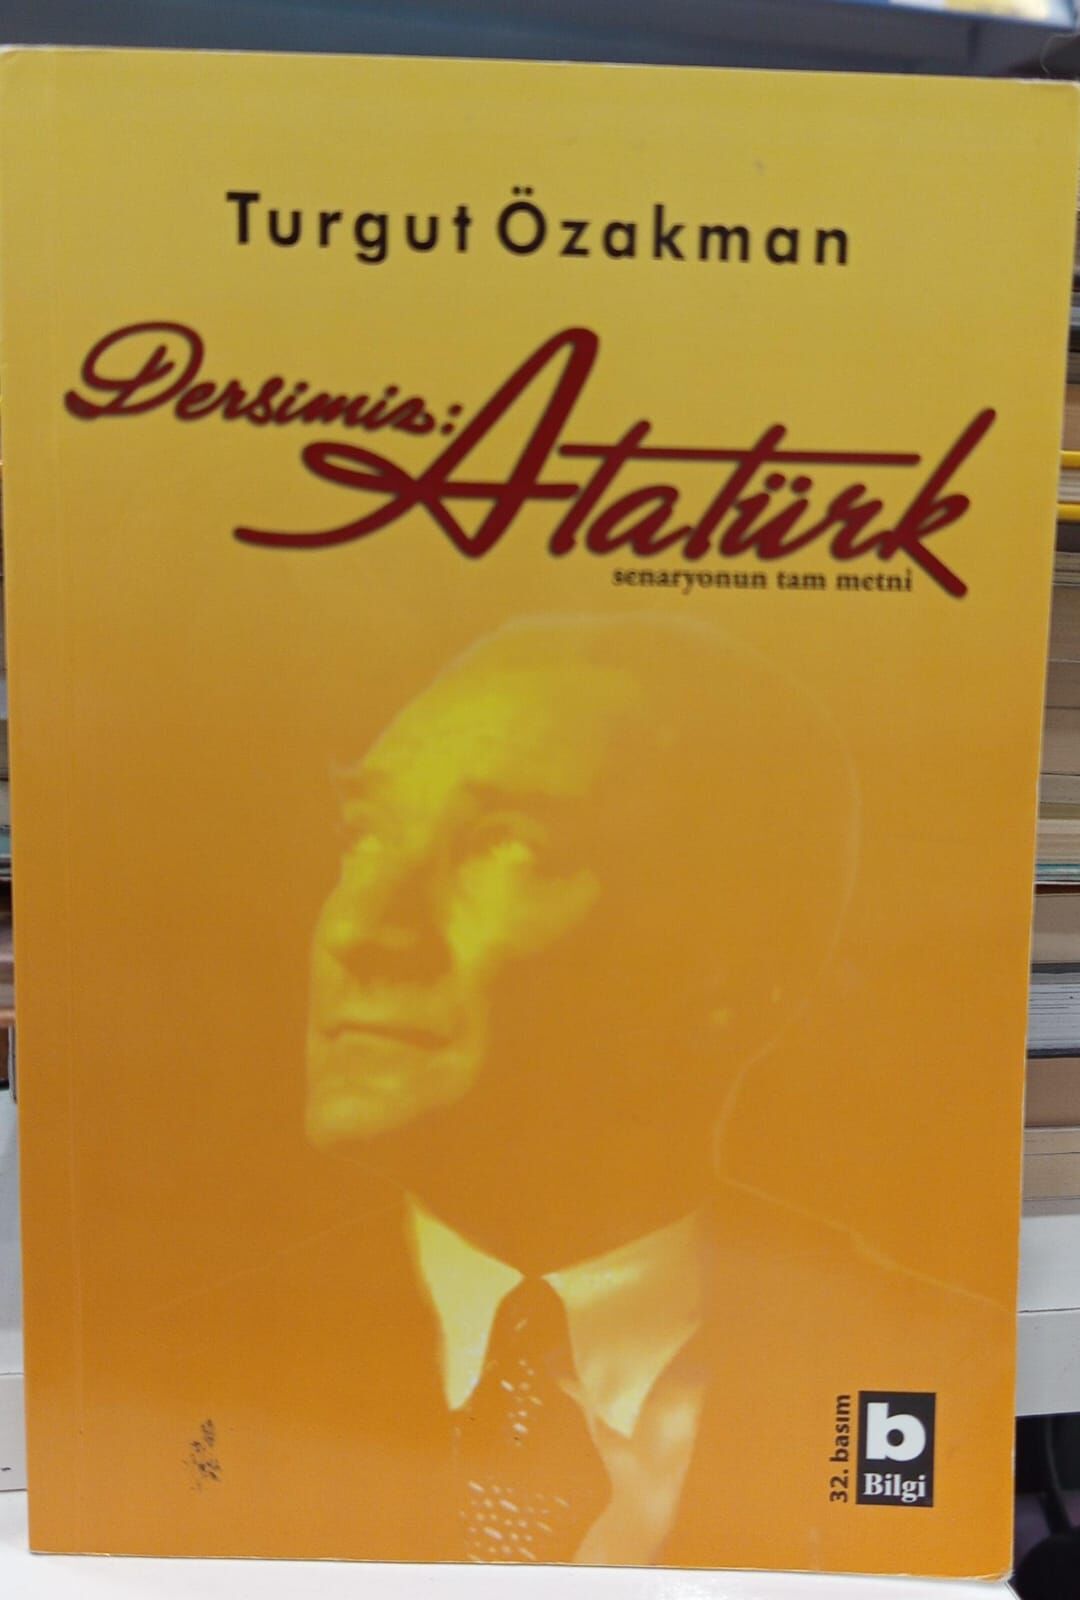 Turgut Özakman
Dersimiz:
Atatürk
senaryonun tam metni
32. basım
b
Bilgi